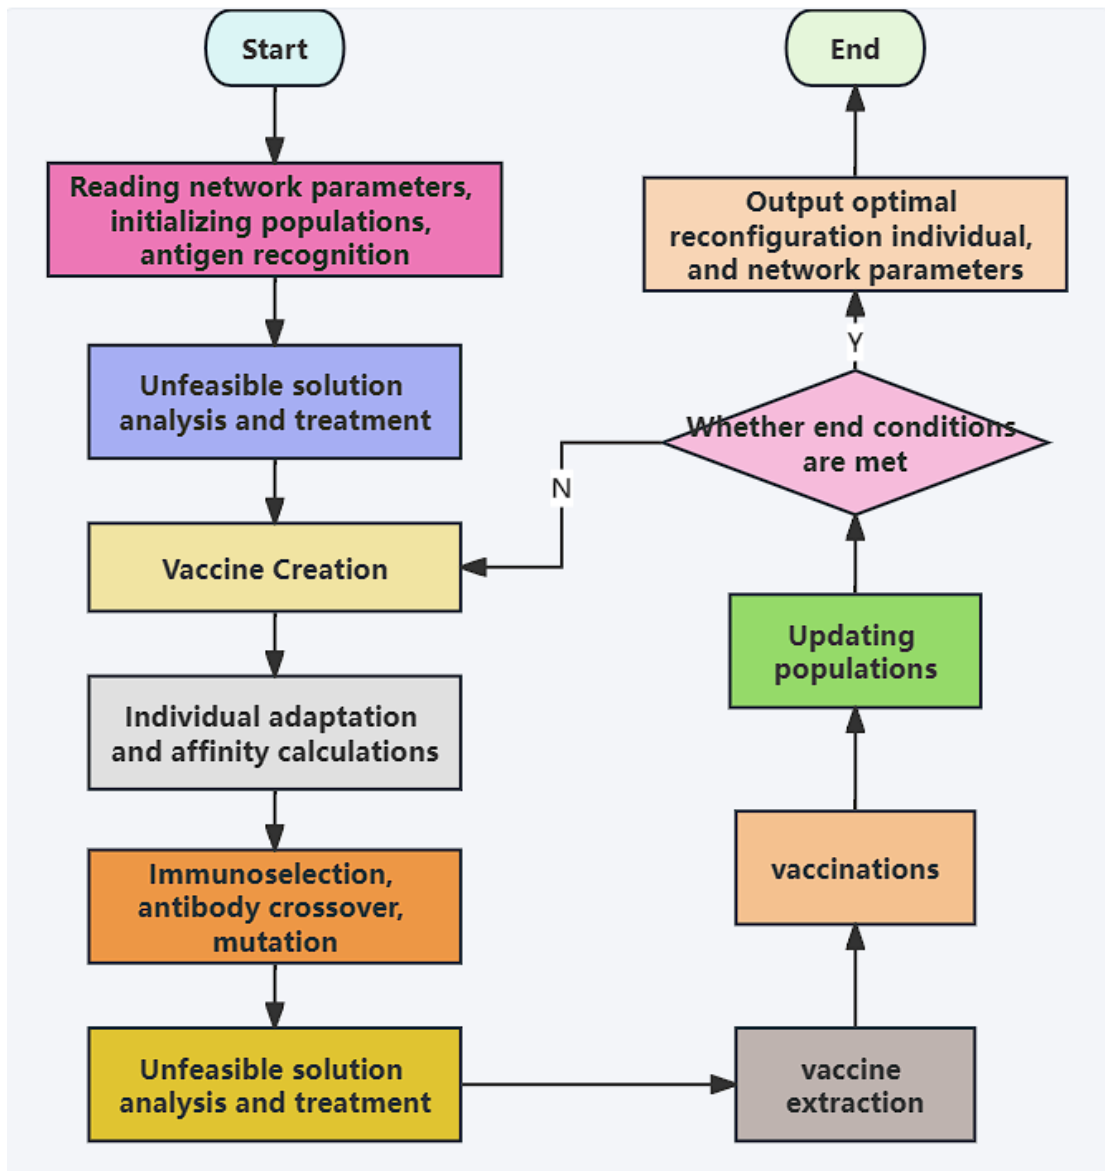 Start
Reading network parameters,
initializing populations,
antigen recognition
Unfeasible solution
analysis and treatment
Vaccine Creation
Individual adaptation
and affinity calculations
Immunoselection,
antibody crossover,
mutation
Unfeasible solution
analysis and treatment
vaccine
extraction
vaccinations
Updating
populations
Whether end conditions
are met
N
Y
Output optimal
reconfiguration individual,
and network parameters
End